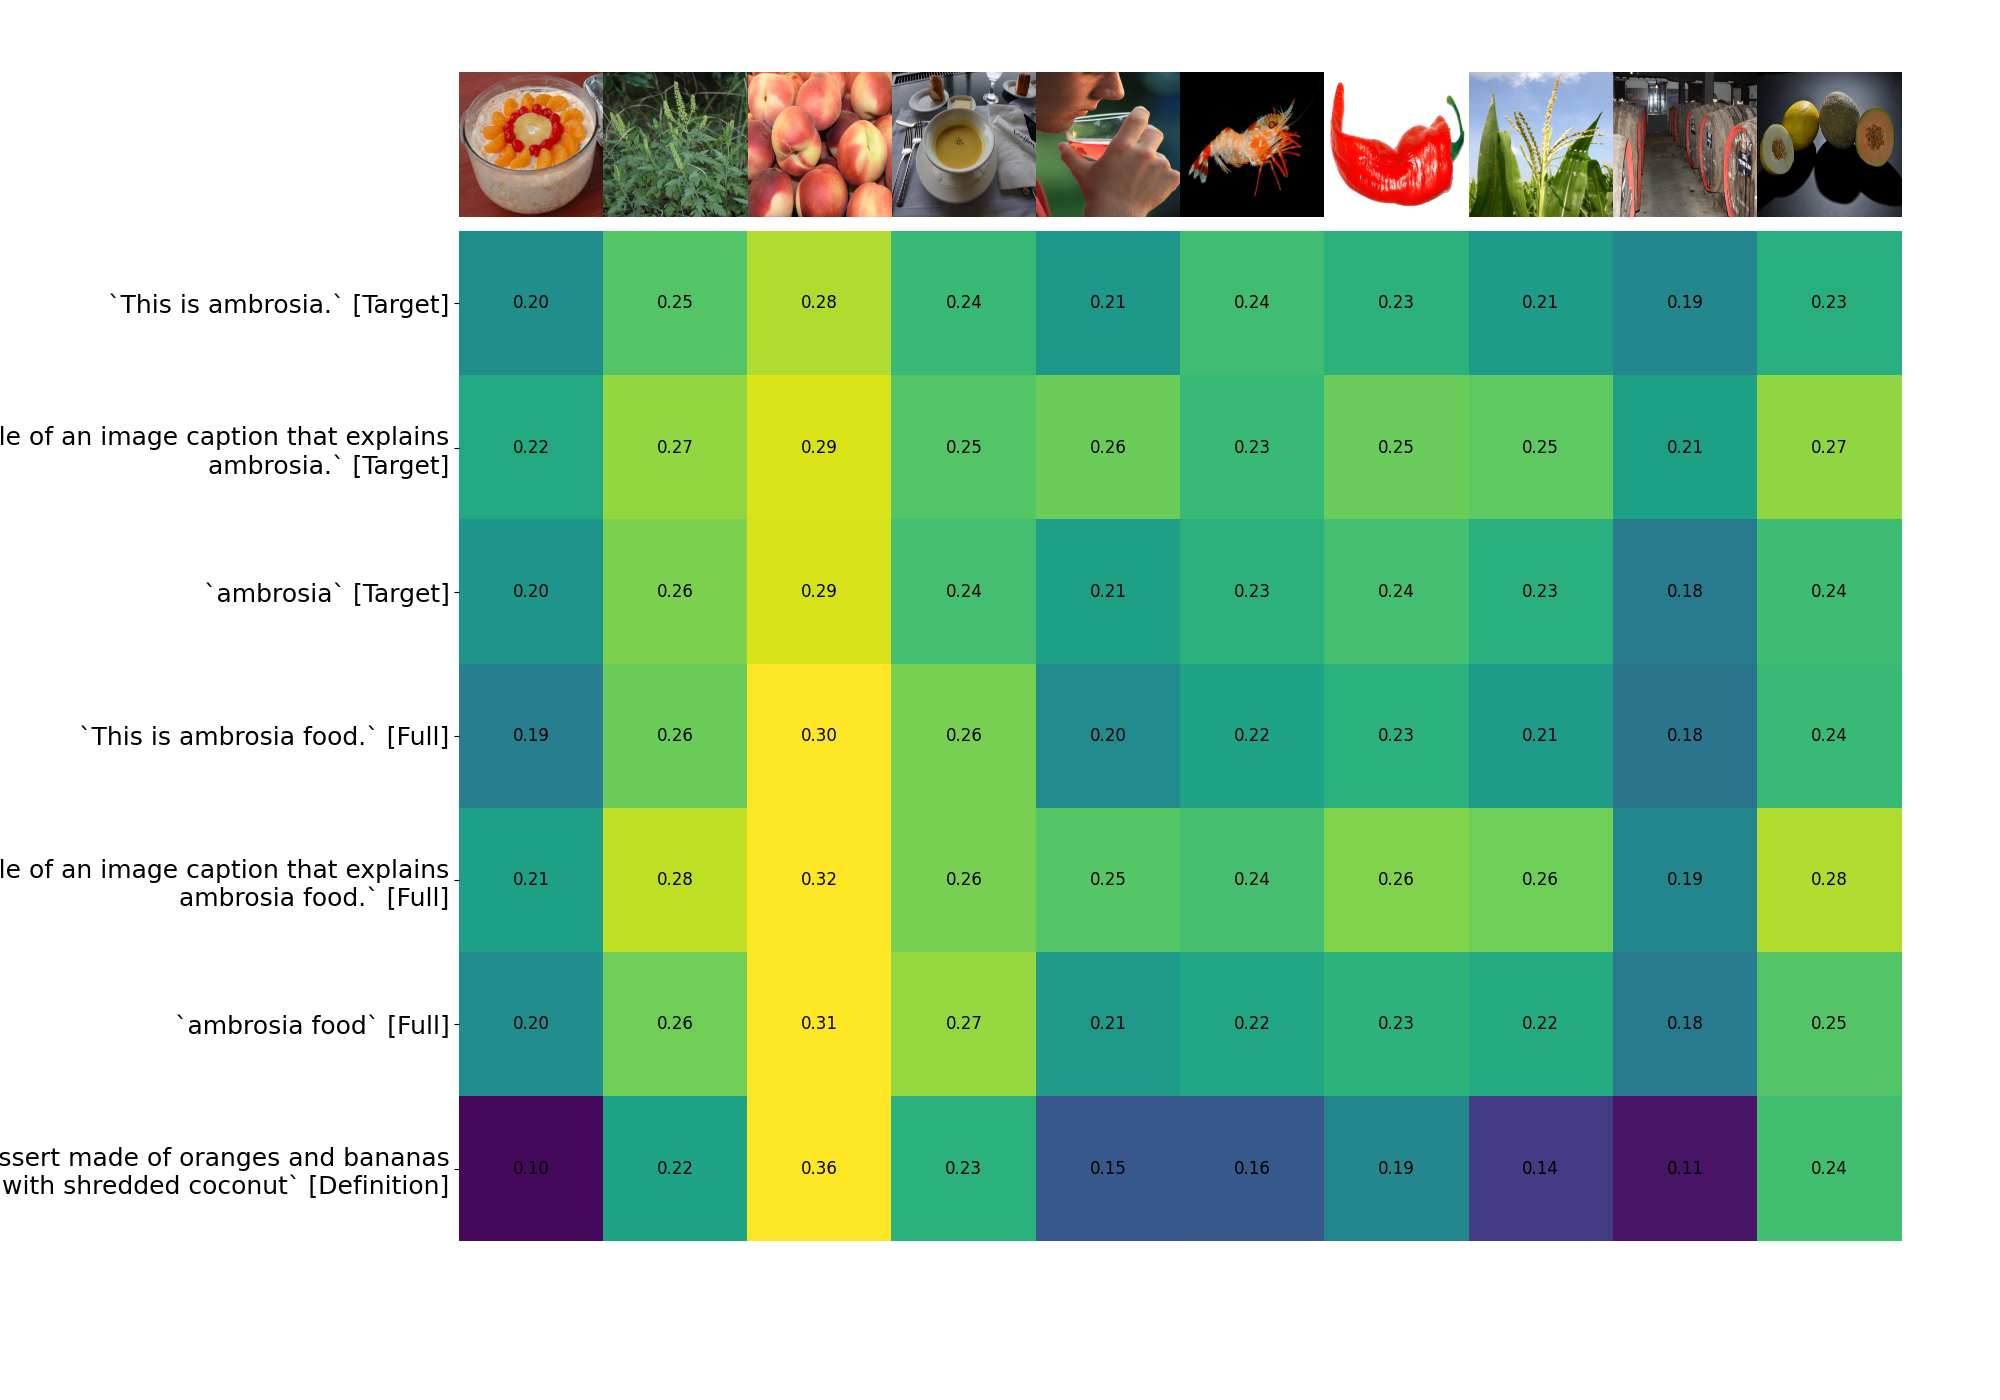 `This is ambrosia.` [Target]
0.20 0.25 0.28 0.24 0.21 0.24 0.23 0.21 0.19 0.23
le of an image caption that explains
ambrosia.` [Target]
0.22 0.27 0.29 0.25 0.26 0.23 0.25 0.25 0.21 0.27
`ambrosia` [Target]
0.20 0.26 0.29 0.24 0.21 0.23 0.24 0.23 0.18 0.24
`This is ambrosia food.` [Full]
0.19 0.26 0.30 0.26 0.20 0.22 0.23 0.21 0.18 0.24
le of an image caption that explains
ambrosia food.` [Full]
0.21 0.28 0.32 0.26 0.25 0.24 0.26 0.26 0.19 0.28
`ambrosia food` [Full]
0.20 0.26 0.31 0.27 0.21 0.22 0.23 0.22 0.18 0.25
ssert made of oranges and bananas
with shredded coconut` [Definition]
0.10 0.22 0.36 0.23 0.15 0.16 0.19 0.14 0.11 0.24